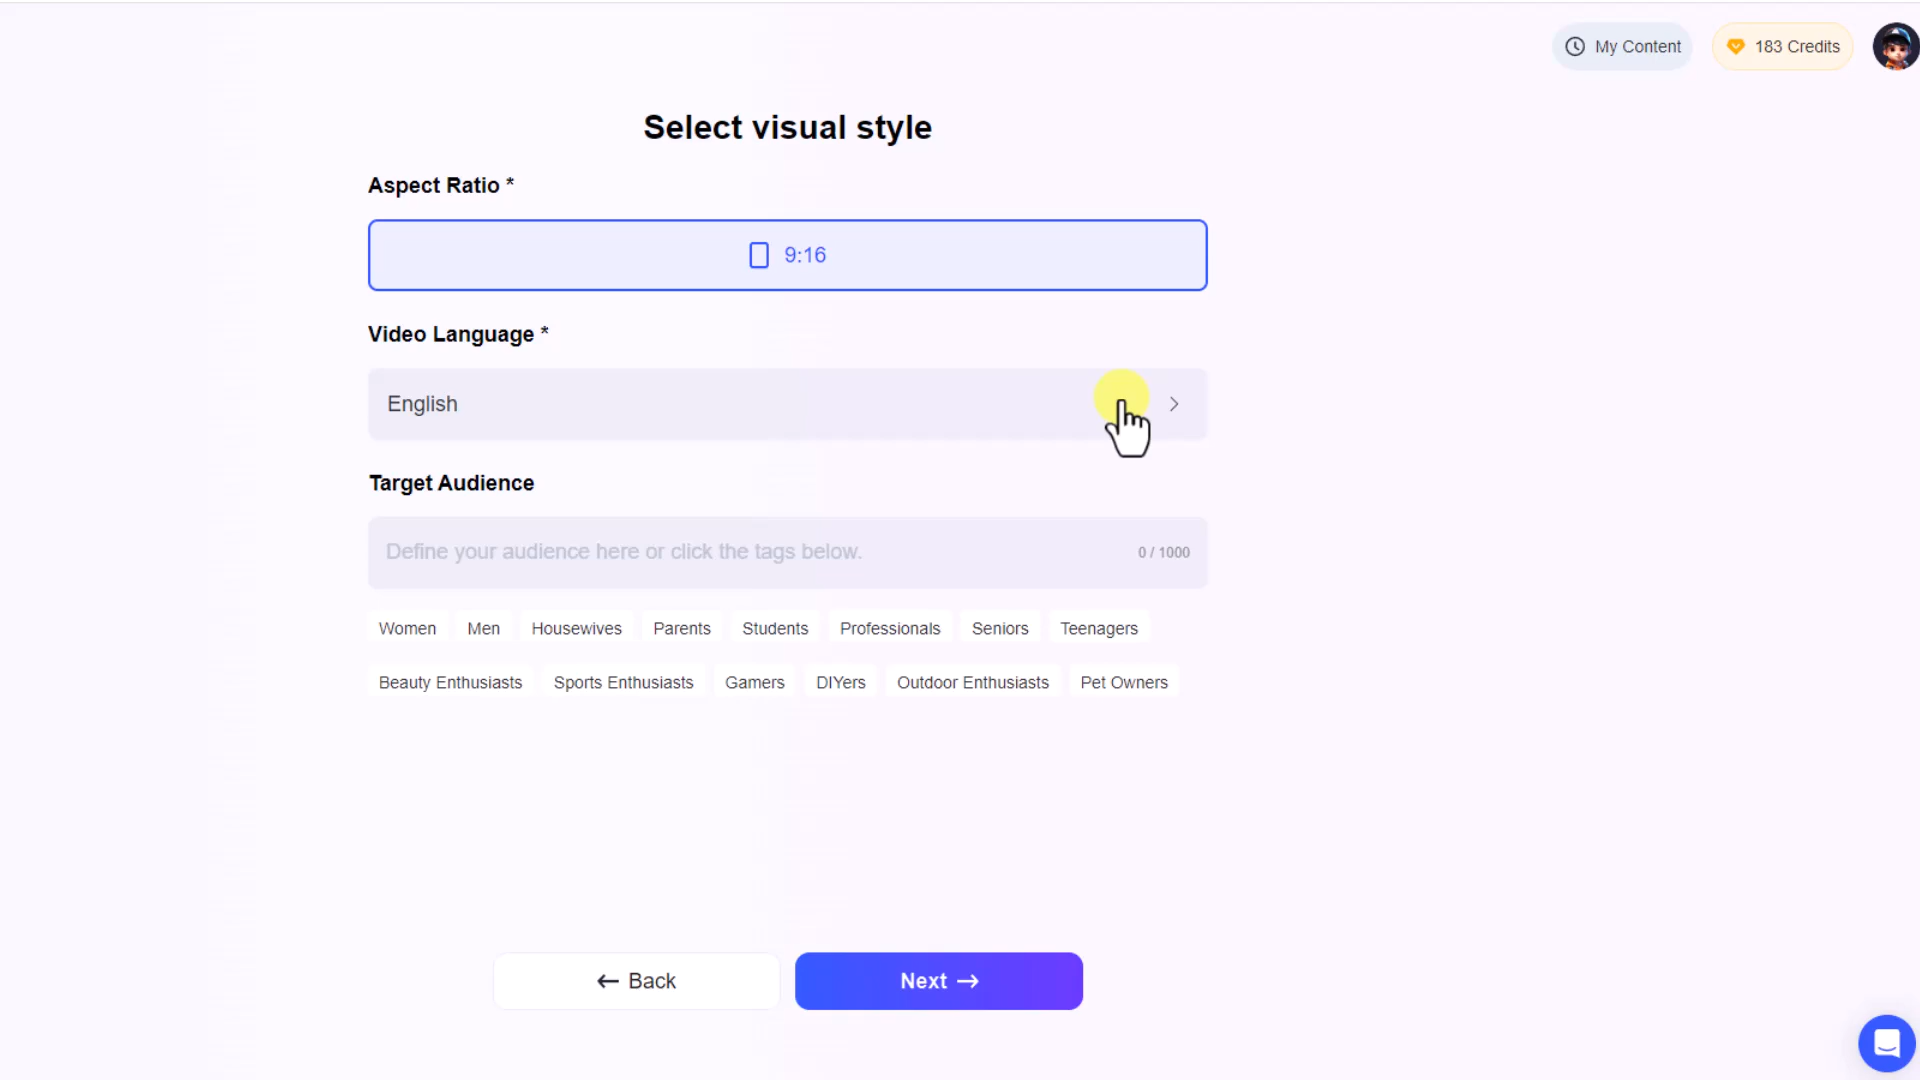 My Content
183 Credits
Select visual style
Aspect Ratio *
9:16
Video Language *
English
Target Audience
Define your audience here or click the tags below.
0 / 1000
Women Men Housewives Parents Students Professionals Seniors Teenagers
Beauty Enthusiasts Sports Enthusiasts Gamers DIYers Outdoor Enthusiasts Pet Owners
← Back
Next →